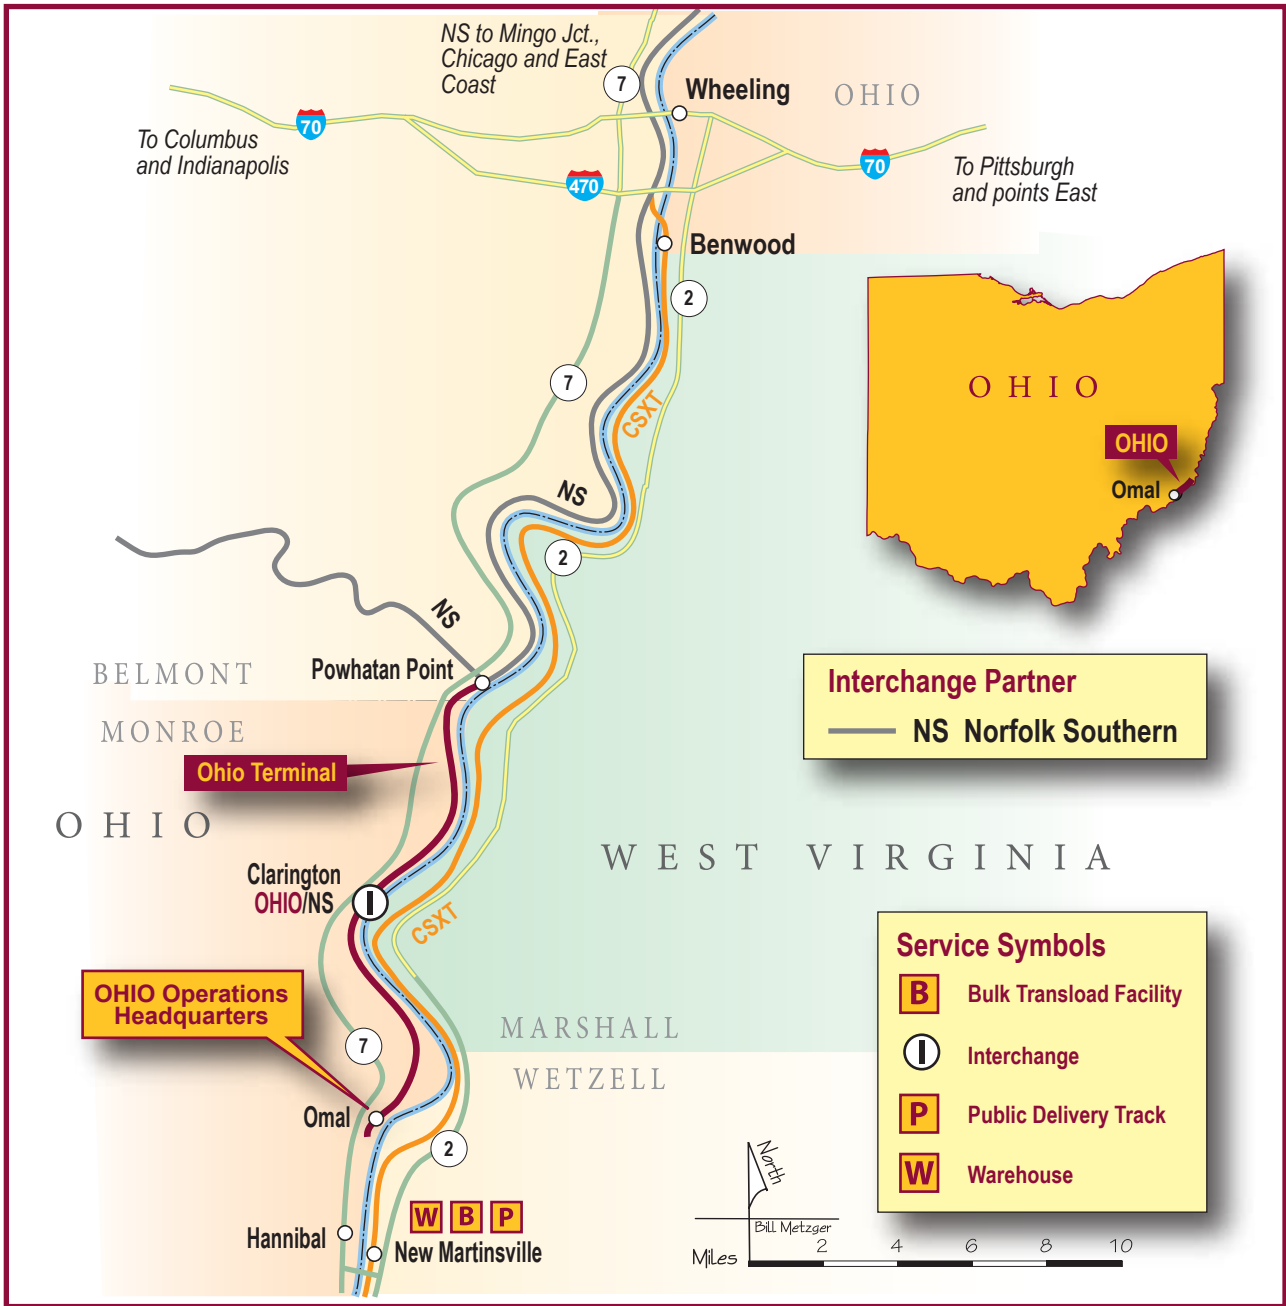 NS to Mingo Jct.,
Chicago and East
Coast
7
Wheeling
OHIO
70
To Columbus
and Indianapolis
470
70
To Pittsburgh
and points East
Benwood
2
7
CSXT
NS
2
OHIO
OHIO
Omal
NS
Powhatan Point
BELMONT
MONROE
Interchange Partner
NS Norfolk Southern
Ohio Terminal
OHIO
WEST VIRGINIA
Clarington
OHIO/NS
I
CSXT
OHIO Operations
Headquarters
7
MARSHALL
WETZELL
Omal
2
Service Symbols
B Bulk Transload Facility
I Interchange
P Public Delivery Track
W Warehouse
North
Bill Metzger
Miles 2 4 6 8 10
W B P
Hannibal
New Martinsville